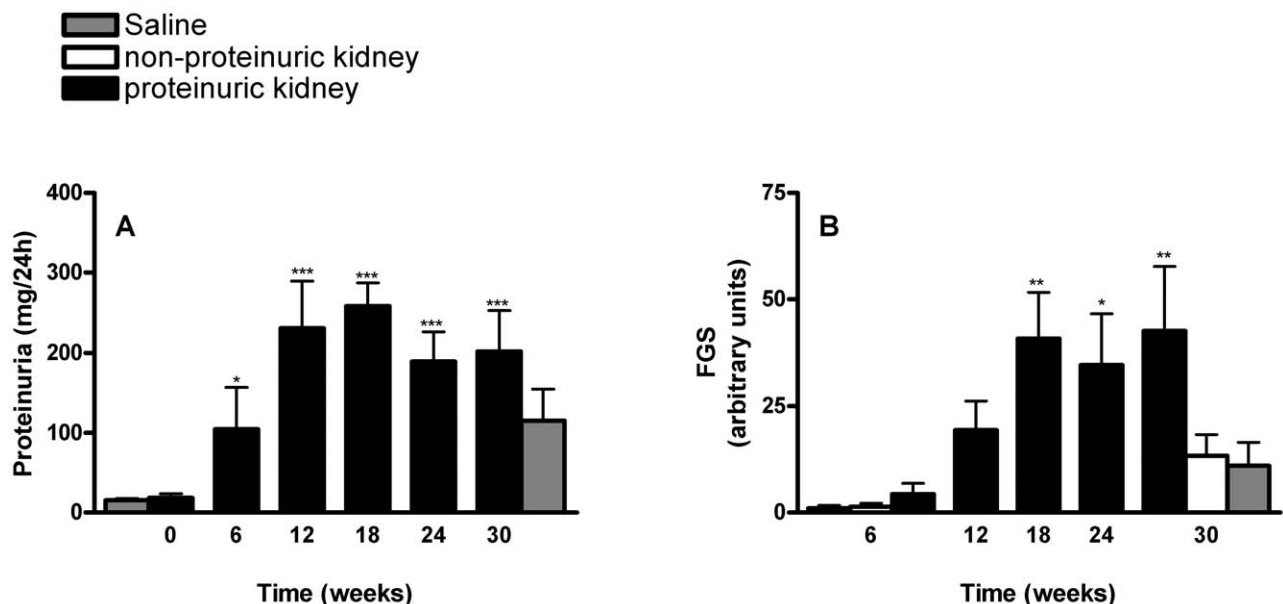 Saline
non-proteinuric kidney
proteinuric kidney
A
Proteinuria (mg/24h)
400
300
200
100
0
*
***
***
***
***
0 6 12 18 24 30
Time (weeks)
B
FGS
(arbitrary units)
75
50
25
0
**
*
**
6 12 18 24 30
Time (weeks)